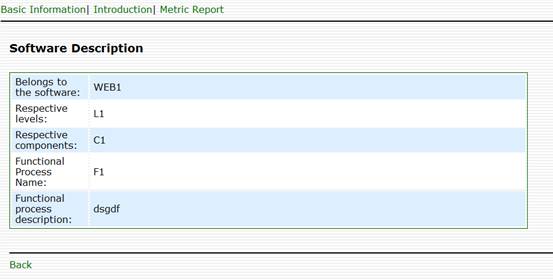 Basic Information| Introduction| Metric Report
Software Description
Belongs to
the software:
WEB1
Respective
levels:
L1
Respective
components:
C1
Functional
Process
Name:
F1
Functional
process
description:
dsgdf
Back